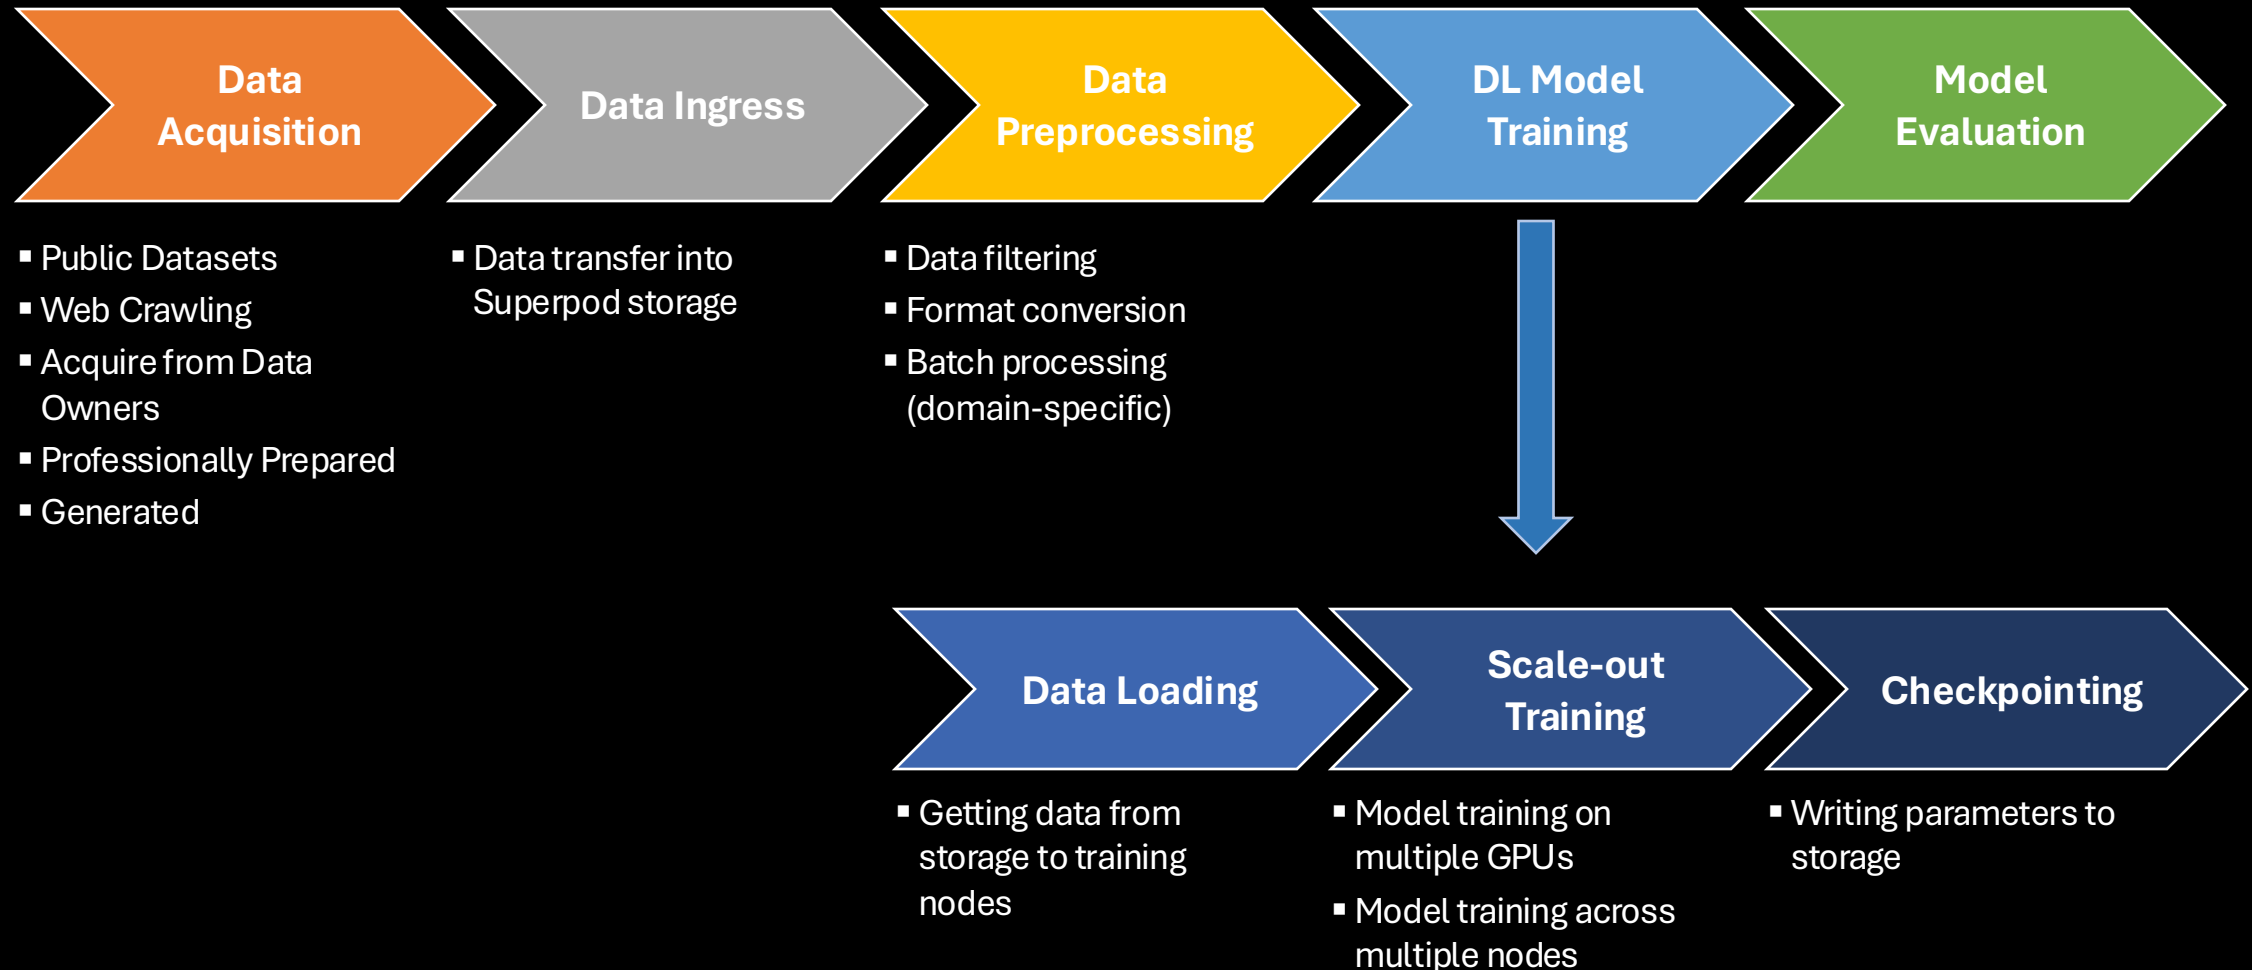 Data
Acquisition
Data Ingress
Data
Preprocessing
DL Model
Training
Model
Evaluation
▪ Public Datasets
▪ Web Crawling
▪ Acquire from Data
Owners
▪ Professionally Prepared
▪ Generated
▪ Data transfer into
Superpod storage
▪ Data filtering
▪ Format conversion
▪ Batch processing
(domain-specific)
Data Loading
Scale-out
Training
Checkpointing
▪ Getting data from
storage to training
nodes
▪ Model training on
multiple GPUs
▪ Model training across
multiple nodes
▪ Writing parameters to
storage